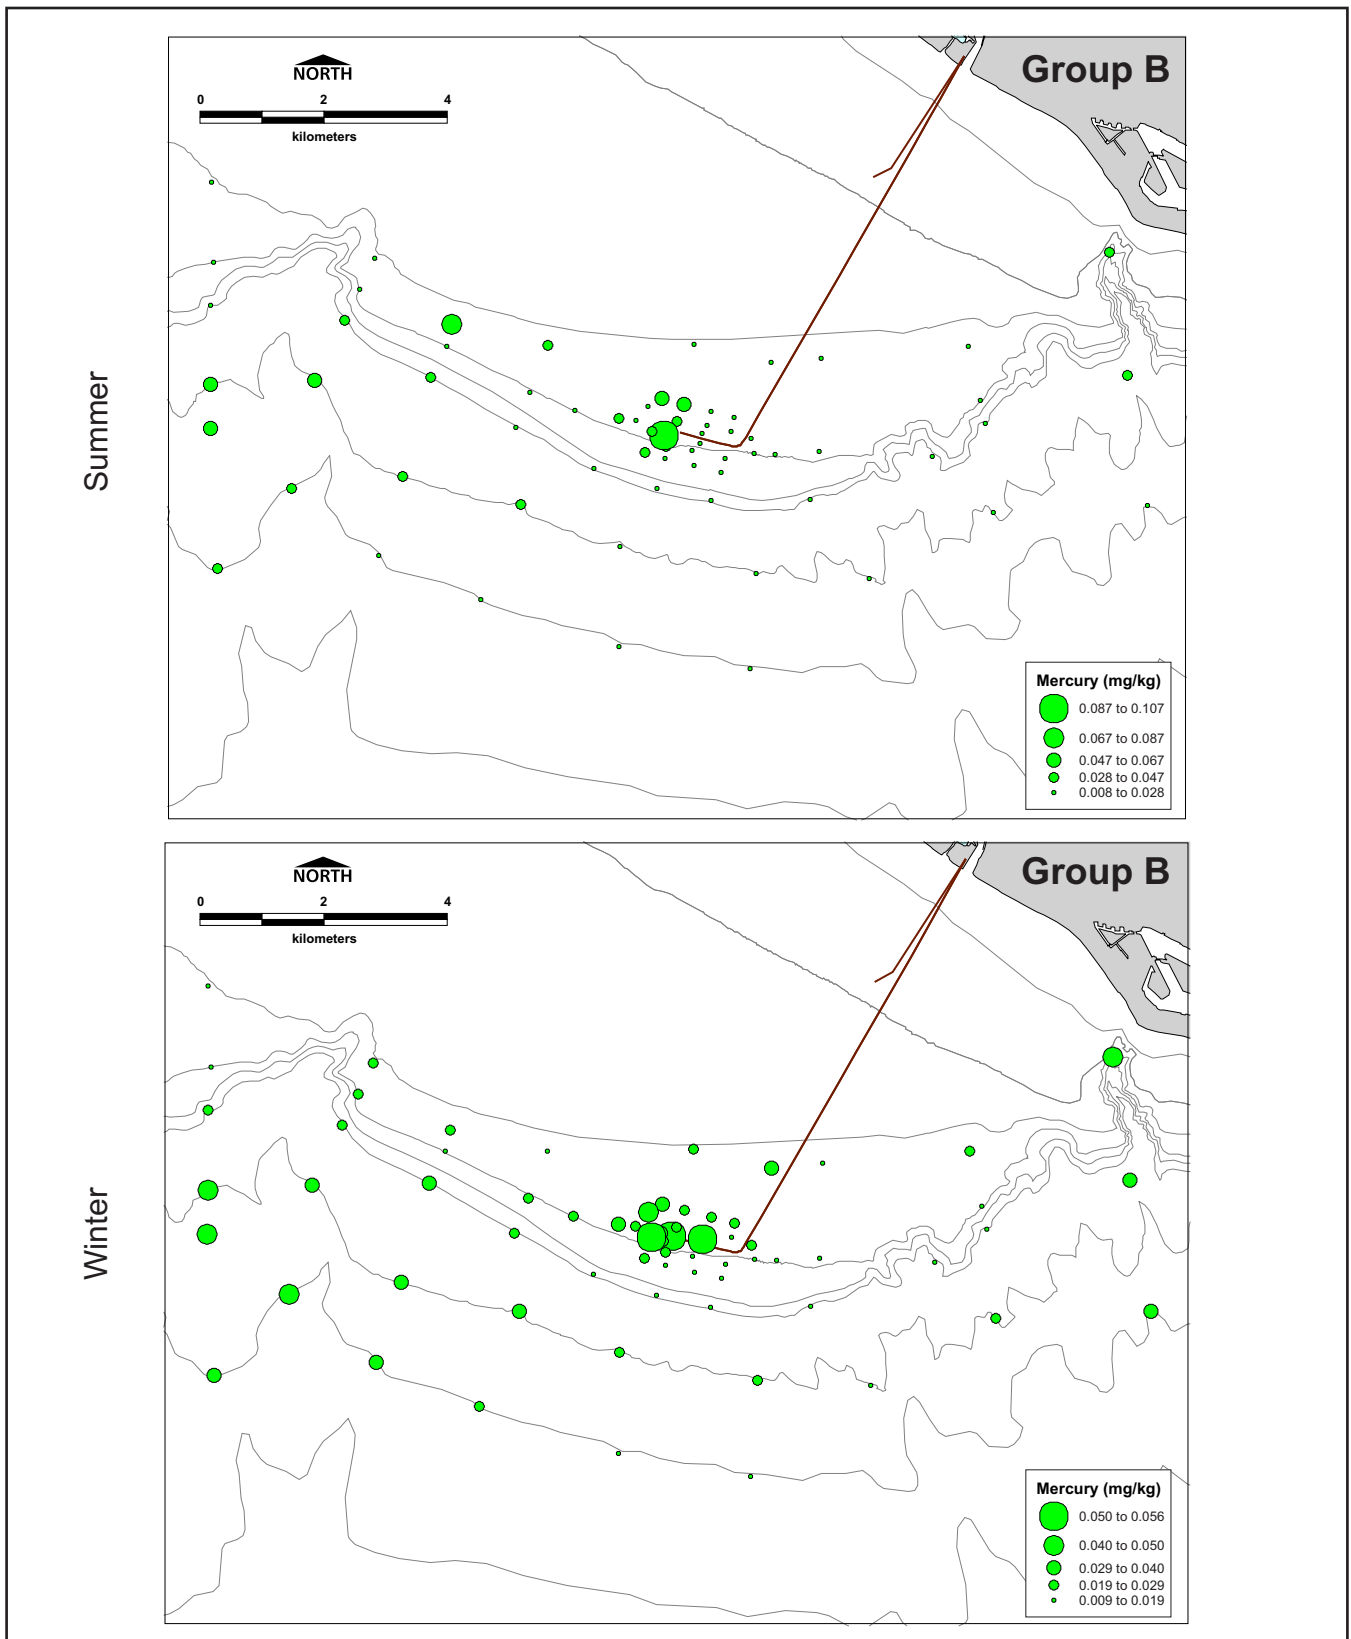 Summer
Group B
NORTH
0 2 4
kilometers
Mercury (mg/kg)
0.087 to 0.107
0.067 to 0.087
0.047 to 0.067
0.028 to 0.047
0.008 to 0.028
Winter
Group B
NORTH
0 2 4
kilometers
Mercury (mg/kg)
0.050 to 0.056
0.040 to 0.050
0.029 to 0.040
0.019 to 0.029
0.009 to 0.019